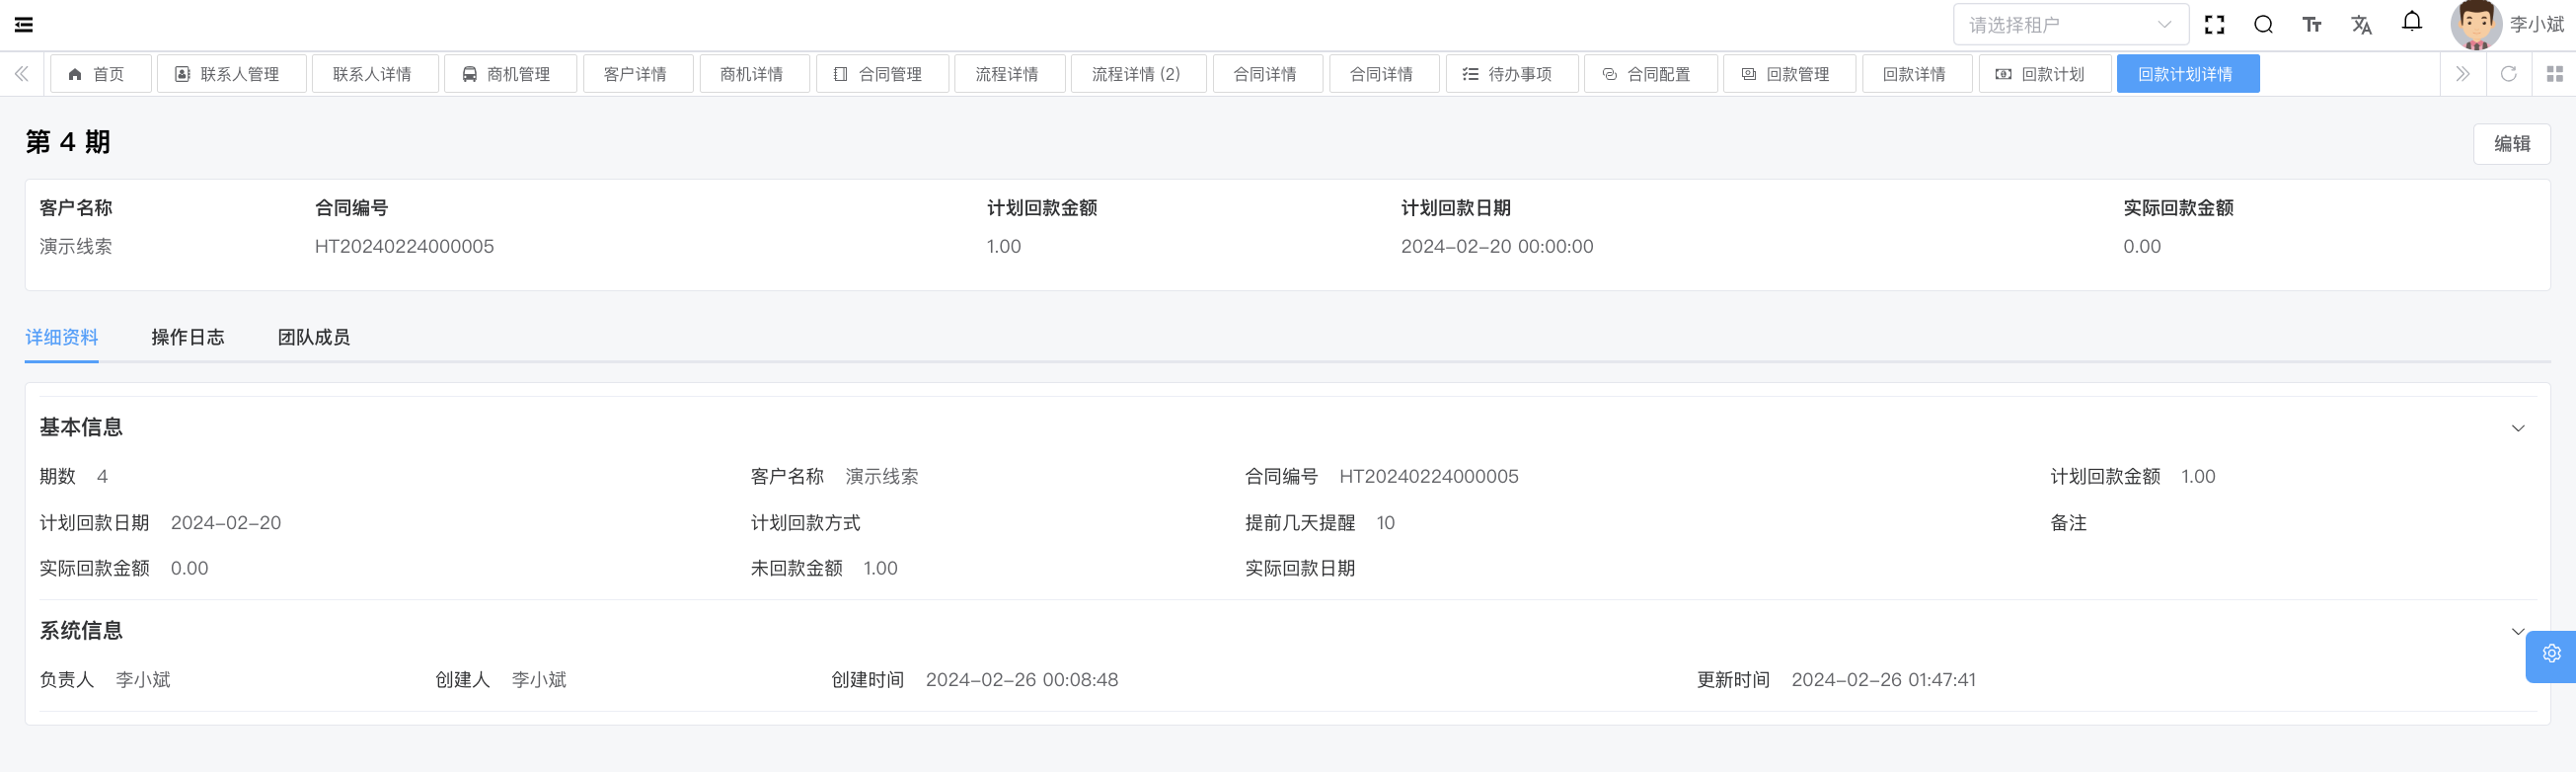 请选择租户 李小斌
首页 联系人管理 联系人详情 商机管理 客户详情 商机详情 合同管理 流程详情 流程详情 (2) 合同详情 合同详情 待办事项 合同配置 回款管理 回款详情 回款计划 回款计划详情
第 4 期 编辑
客户名称 合同编号 计划回款金额 计划回款日期 实际回款金额
演示线索 HT20240224000005 1.00 2024-02-20 00:00:00 0.00
详细资料 操作日志 团队成员
基本信息
期数 4 客户名称 演示线索 合同编号 HT20240224000005 计划回款金额 1.00
计划回款日期 2024-02-20 计划回款方式 提前几天提醒 10 备注
实际回款金额 0.00 未回款金额 1.00 实际回款日期
系统信息
负责人 李小斌 创建人 李小斌 创建时间 2024-02-26 00:08:48 更新时间 2024-02-26 01:47:41